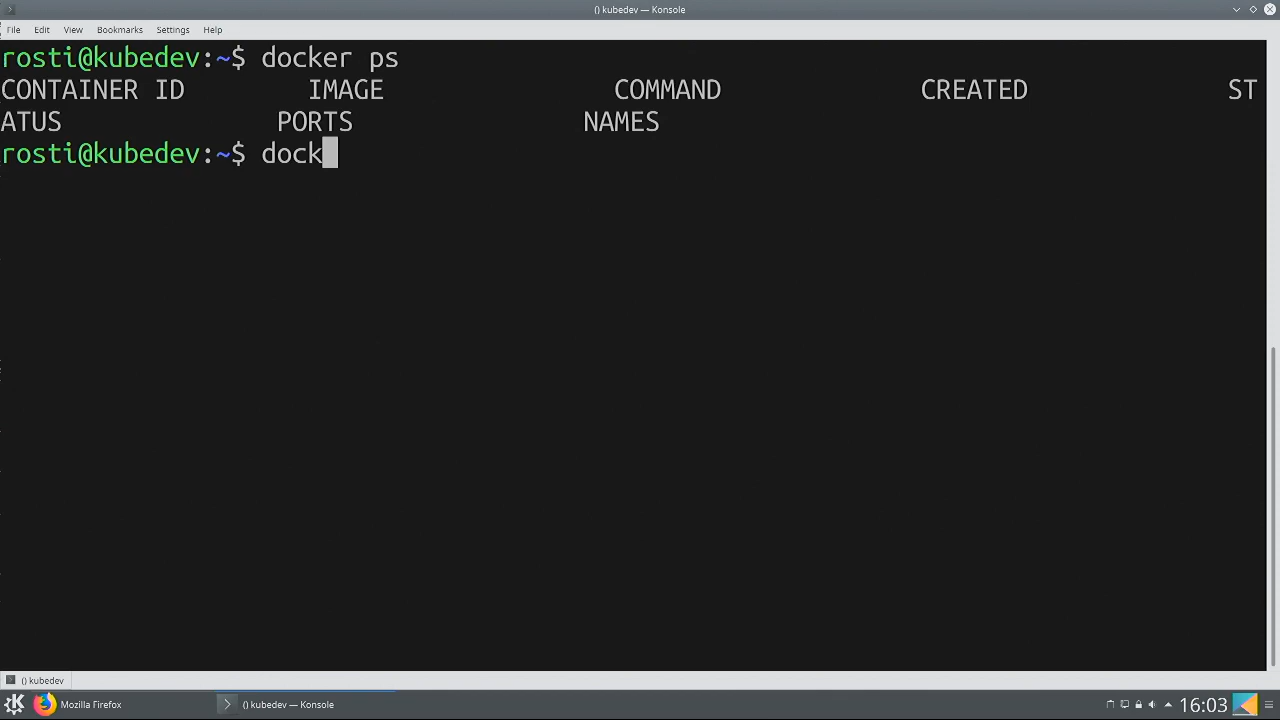 () kubedev — Konsole
File Edit View Bookmarks Settings Help
rosti@kubedev:~$ docker ps
CONTAINER ID IMAGE COMMAND CREATED ST
ATUS PORTS NAMES
rosti@kubedev:~$ dock
() kubedev
Mozilla Firefox () kubedev — Konsole 16:03